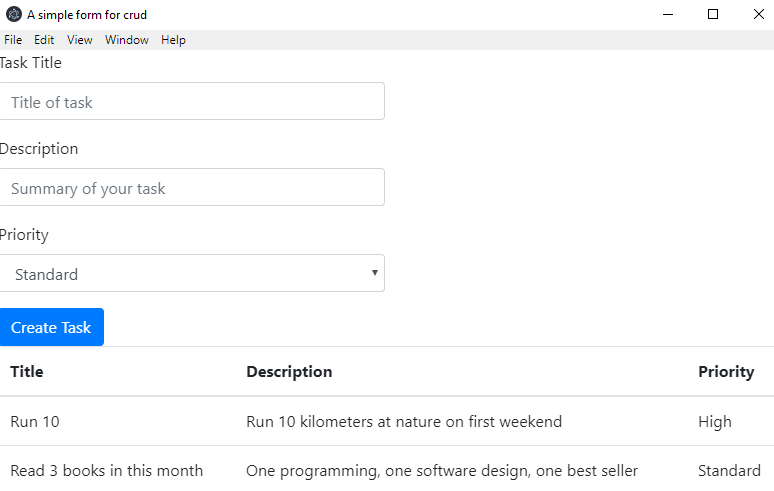 A simple form for crud
File Edit View Window Help
Task Title
Title of task
Description
Summary of your task
Priority
Standard
Create Task
Title Description Priority
Run 10 Run 10 kilometers at nature on first weekend High
Read 3 books in this month One programming, one software design, one best seller Standard